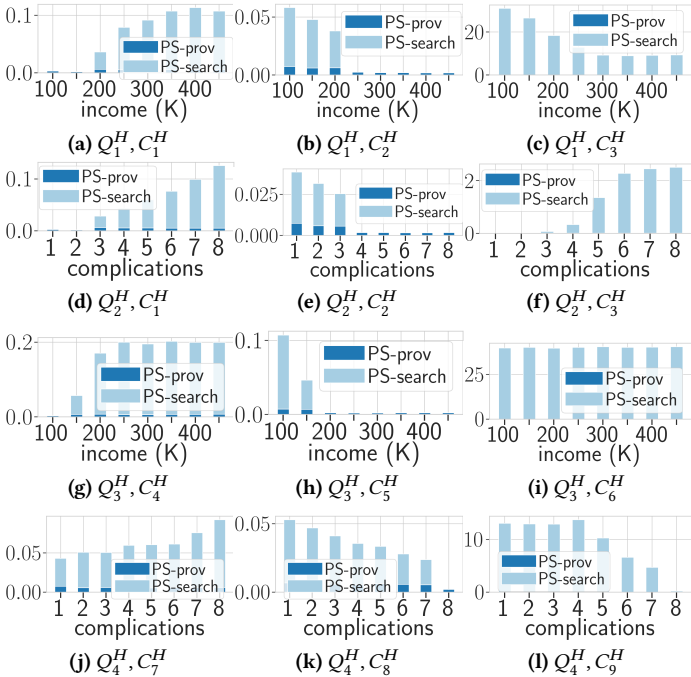 0.1
0.0
PS-prov
PS-search
100 200 300 400
income (K)
(a) Q₁ᴴ, C₁ᴴ
0.05
0.00
PS-prov
PS-search
100 200 300 400
income (K)
(b) Q₁ᴴ, C₂ᴴ
20
0
PS-prov
PS-search
100 200 300 400
income (K)
(c) Q₁ᴴ, C₃ᴴ
0.1
0.0
PS-prov
PS-search
1 2 3 4 5 6 7 8
complications
(d) Q₂ᴴ, C₁ᴴ
0.025
0.000
PS-prov
PS-search
1 2 3 4 5 6 7 8
complications
(e) Q₂ᴴ, C₂ᴴ
2
0
PS-prov
PS-search
1 2 3 4 5 6 7 8
complications
(f) Q₂ᴴ, C₃ᴴ
0.2
0.0
PS-prov
PS-search
100 200 300 400
income (K)
(g) Q₃ᴴ, C₄ᴴ
0.1
0.0
PS-prov
PS-search
100 200 300 400
income (K)
(h) Q₃ᴴ, C₅ᴴ
25
0
PS-prov
PS-search
100 200 300 400
income (K)
(i) Q₃ᴴ, C₆ᴴ
0.05
0.00
PS-prov
PS-search
1 2 3 4 5 6 7 8
complications
(j) Q₄ᴴ, C₇ᴴ
0.05
0.00
PS-prov
PS-search
1 2 3 4 5 6 7 8
complications
(k) Q₄ᴴ, C₈ᴴ
10
0
PS-prov
PS-search
1 2 3 4 5 6 7 8
complications
(l) Q₄ᴴ, C₉ᴴ